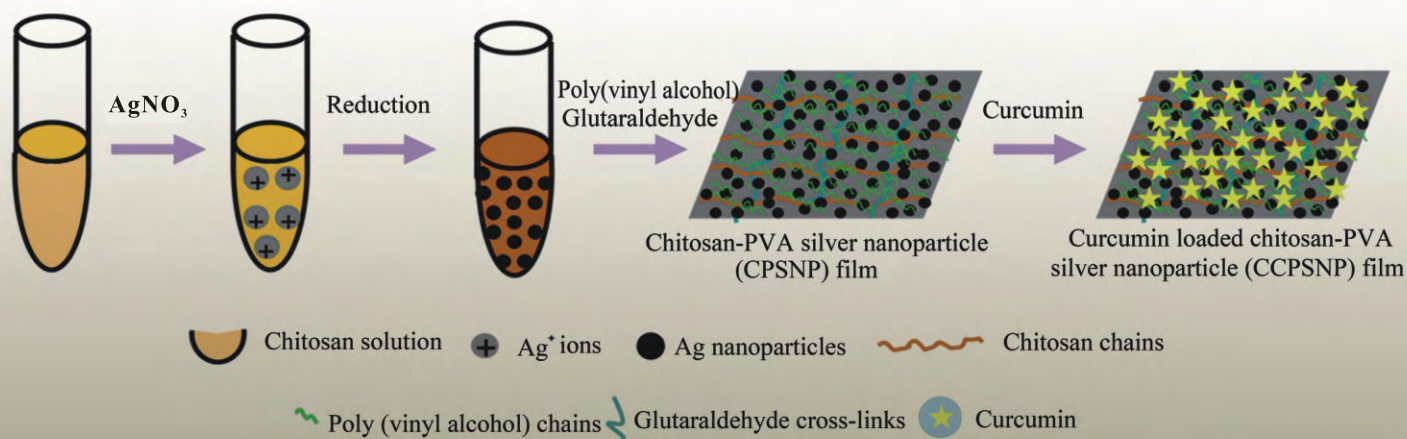 AgNO₃
Reduction
Poly(vinyl alcohol)
Glutaraldehyde
Curcumin
Chitosan-PVA silver nanoparticle
(CPSNP) film
Curcumin loaded chitosan-PVA
silver nanoparticle (CCPSNP) film
Chitosan solution
+ Ag⁺ ions
Ag nanoparticles
Chitosan chains
Poly (vinyl alcohol) chains
Glutaraldehyde cross-links
Curcumin